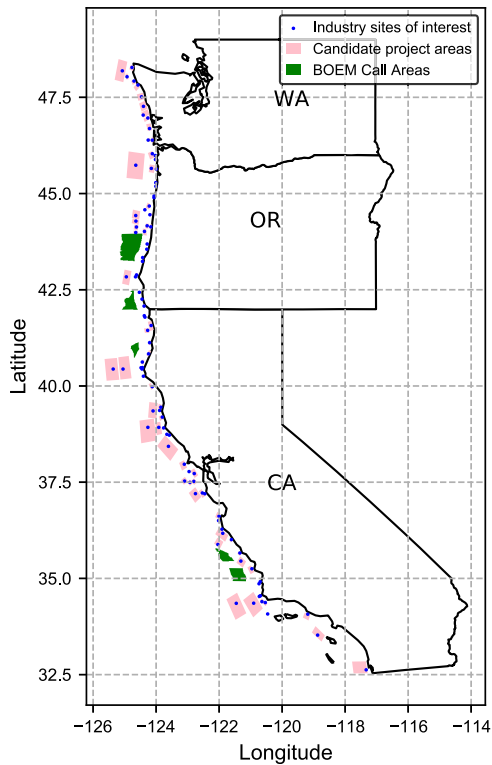 Industry sites of interest
Candidate project areas
BOEM Call Areas
WA
OR
CA
47.5
45.0
42.5
40.0
37.5
35.0
32.5
Latitude
−126
−124
−122
−120
−118
−116
−114
Longitude